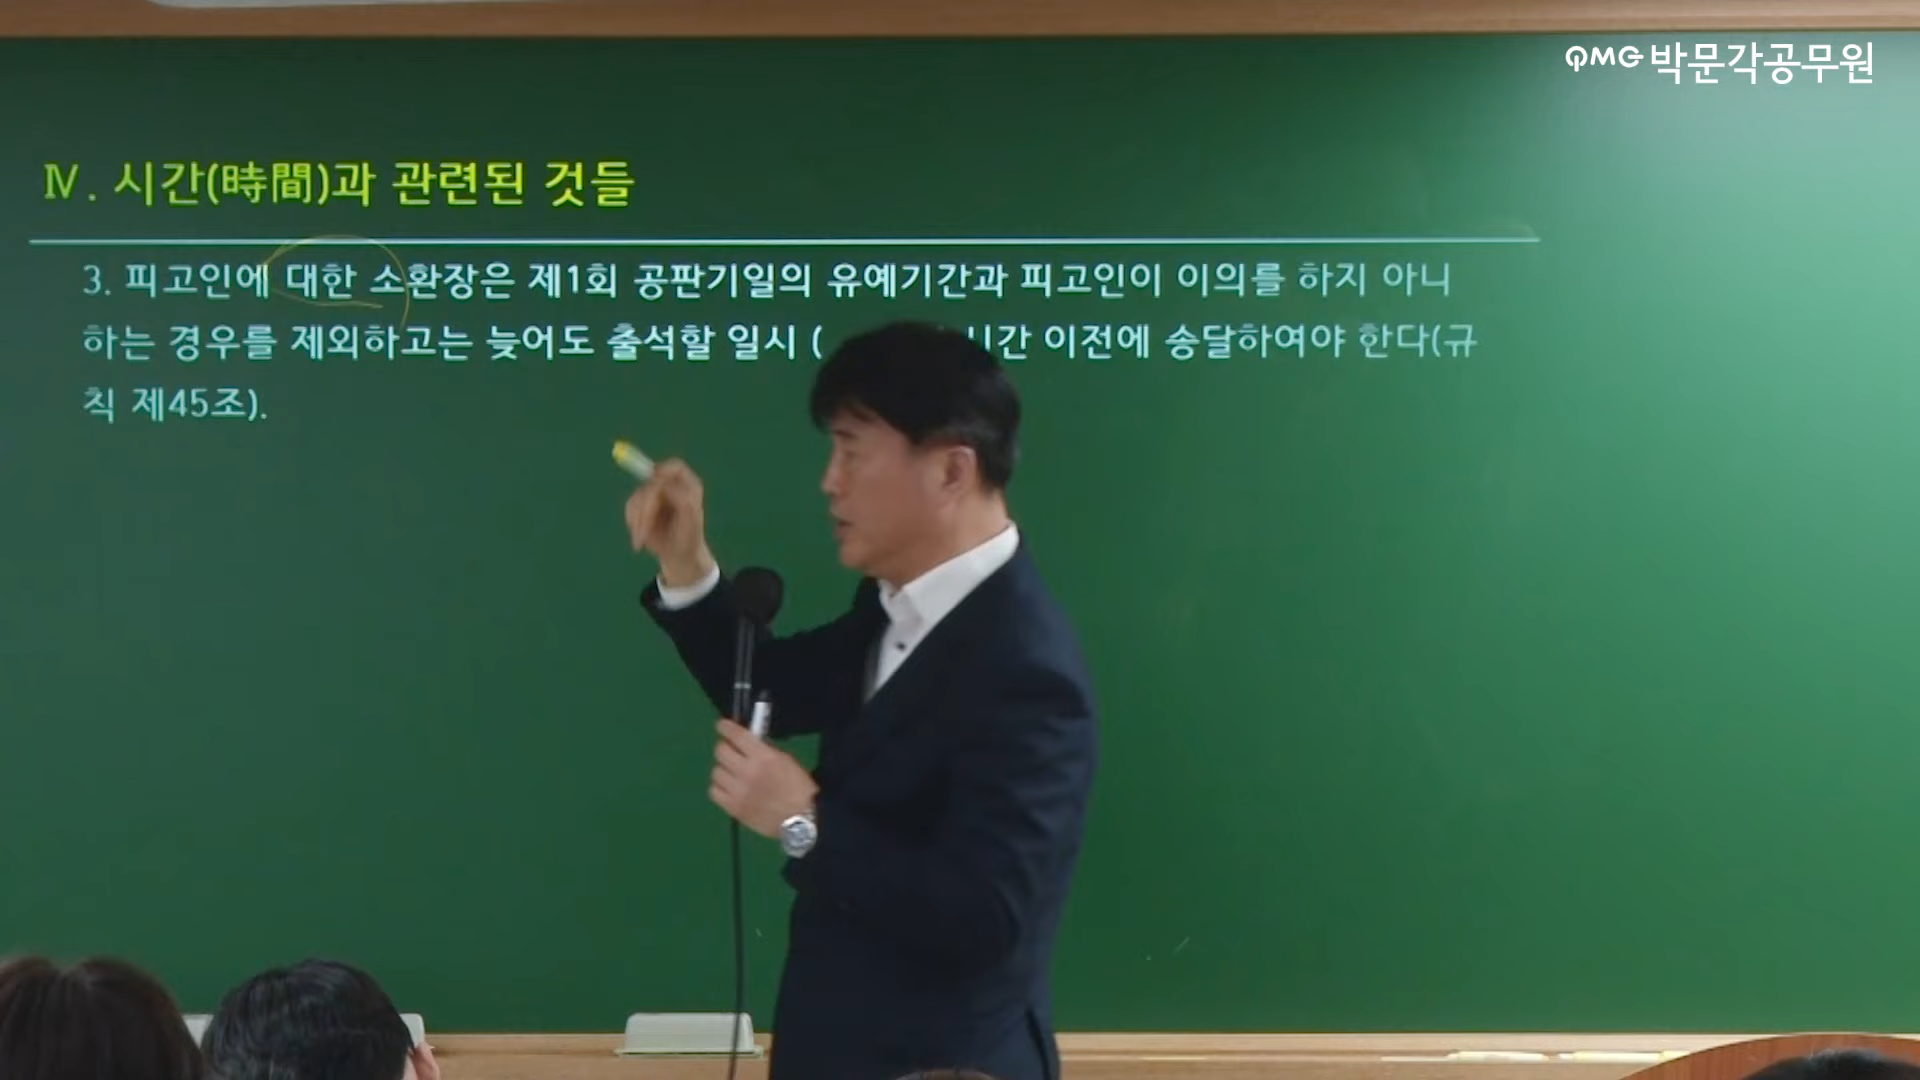 PMG 박문각공무원
Ⅳ. 시간(時間)과 관련된 것들
3. 피고인에 대한 소환장은 제1회 공판기일의 유예기간과 피고인이 이의를 하지 아니
하는 경우를 제외하고는 늦어도 출석할 일시 ( 시간 이전에 송달하여야 한다(규
칙 제45조).